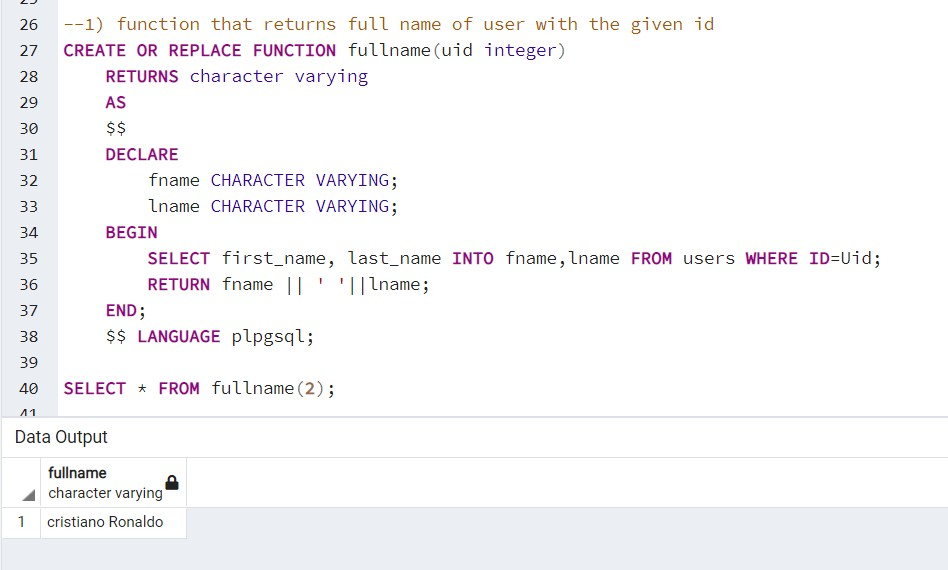 26 --1) function that returns full name of user with the given id
27 CREATE OR REPLACE FUNCTION fullname(uid integer)
28 RETURNS character varying
29 AS
30 $$
31 DECLARE
32 fname CHARACTER VARYING;
33 lname CHARACTER VARYING;
34 BEGIN
35 SELECT first_name, last_name INTO fname,lname FROM users WHERE ID=Uid;
36 RETURN fname || ' '||lname;
37 END;
38 $$ LANGUAGE plpgsql;
39
40 SELECT * FROM fullname(2);
41
Data Output
fullname
character varying
1 cristiano Ronaldo